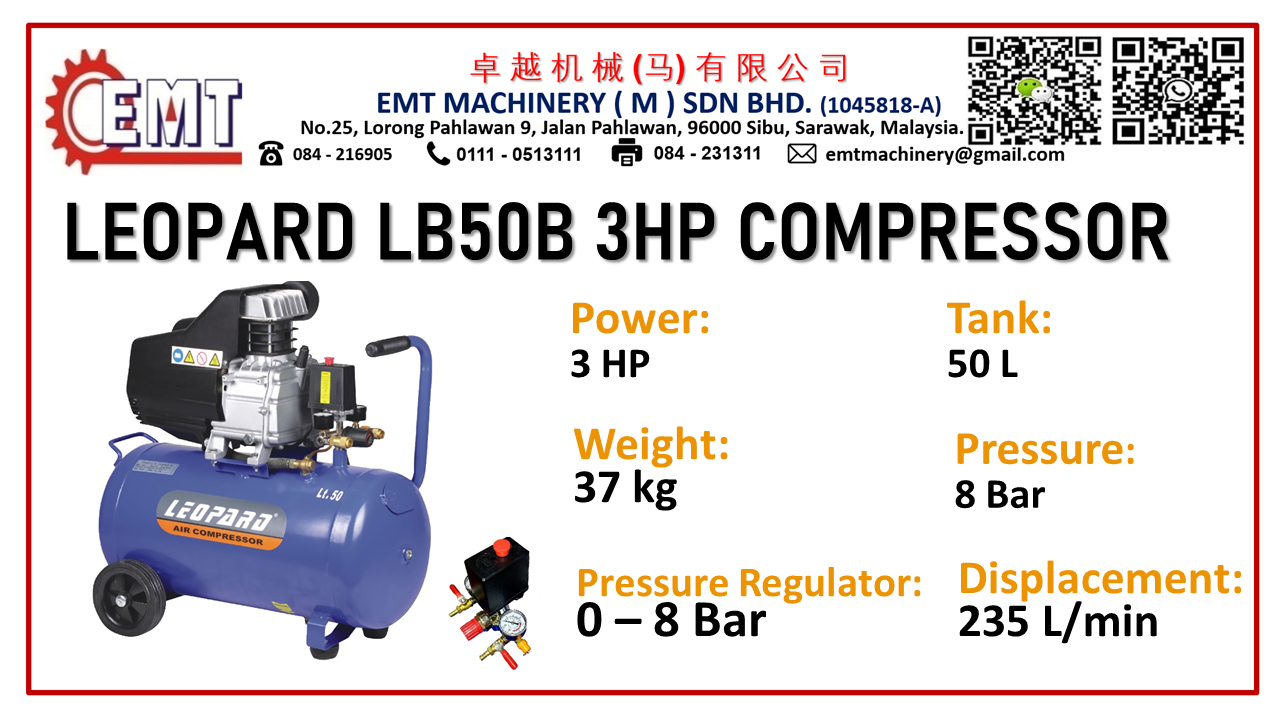 EMT
卓越机械(马)有限公司
EMT MACHINERY ( M ) SDN BHD. (1045818-A)
No.25, Lorong Pahlawan 9, Jalan Pahlawan, 96000 Sibu, Sarawak, Malaysia.
084 - 216905 0111 - 0513111 084 - 231311 emtmachinery@gmail.com
LEOPARD LB50B 3HP COMPRESSOR
Power:
3 HP
Tank:
50 L
Weight:
37 kg
Pressure:
8 Bar
Pressure Regulator:
0 – 8 Bar
Displacement:
235 L/min
Lt.50
LEOPARD
AIR COMPRESSOR